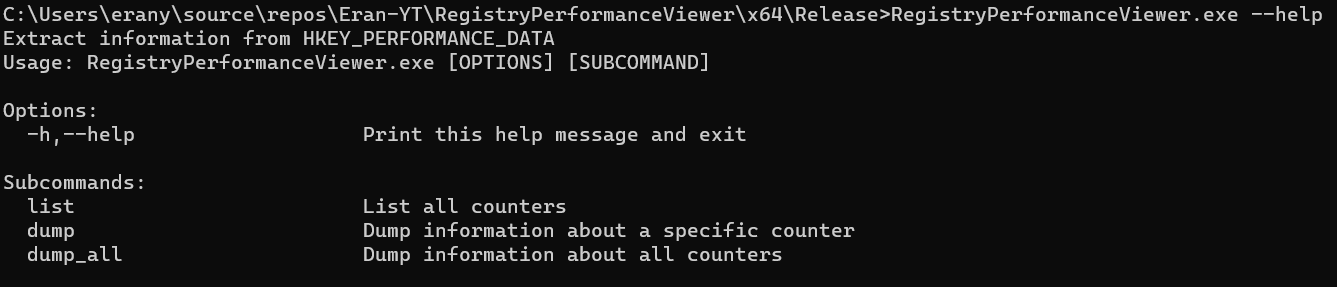 C:\Users\erany\source\repos\Eran-YT\RegistryPerformanceViewer\x64\Release>RegistryPerformanceViewer.exe --help
Extract information from HKEY_PERFORMANCE_DATA
Usage: RegistryPerformanceViewer.exe [OPTIONS] [SUBCOMMAND]

Options:
  -h,--help                   Print this help message and exit

Subcommands:
  list                        List all counters
  dump                        Dump information about a specific counter
  dump_all                    Dump information about all counters